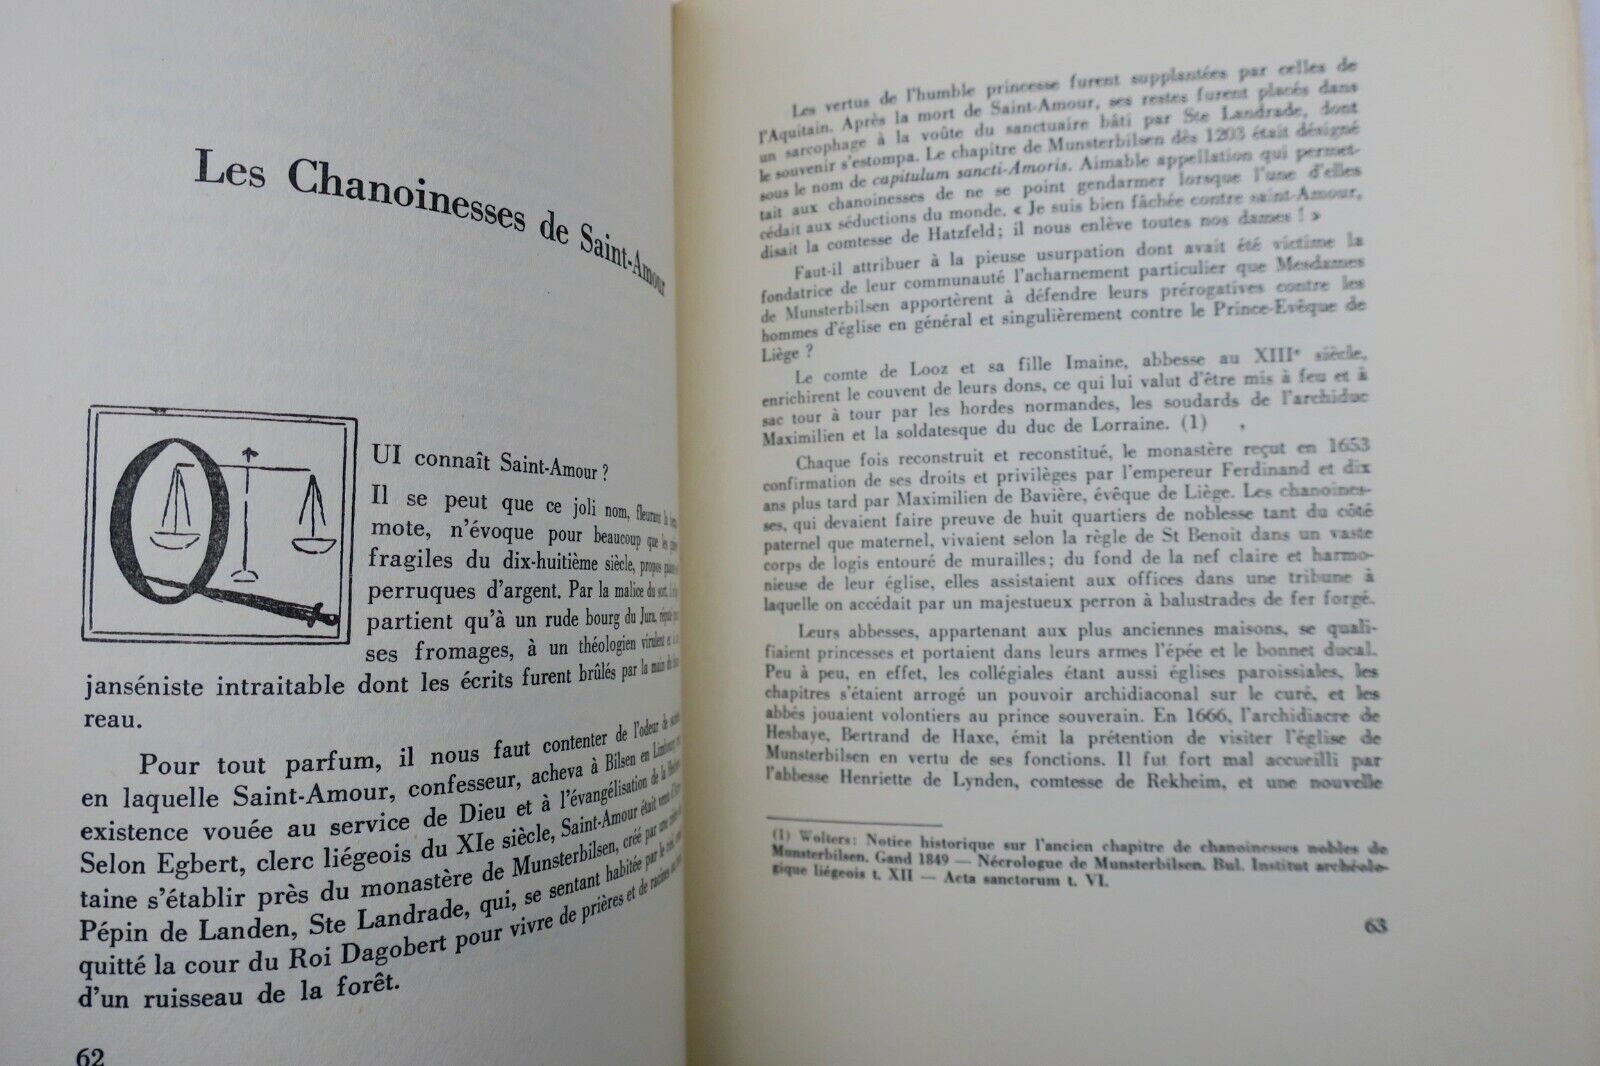 Les Chanoinesses de Saint-Amour
QUI connaît Saint-Amour ?
Il se peut que ce joli nom, fleurant la
mote, n'évoque pour beaucoup que les
fragiles du dix-huitième siècle, propos
perruques d'argent. Par la malice du sort, il
partient qu'à un rude bourg du Jura, réputé
ses fromages, à un théologien virulent et
janséniste intraitable dont les écrits furent brûlés par la main du
reau.
Pour tout parfum, il nous faut contenter de l'odeur de
en laquelle Saint-Amour, confesseur, acheva à Bilsen en Limbourg
existence vouée au service de Dieu et à l'évangélisation de la
Selon Egbert, clerc liégeois du XIe siècle, Saint-Amour était venu
taine s'établir près du monastère de Munsterbilsen, créé par une
Pépin de Landen, Ste Landrade, qui, se sentant habitée par le
quitté la cour du Roi Dagobert pour vivre de prières et de racines
d'un ruisseau de la forêt.
62
Les vertus de l'humble princesse furent supplantées par celles de
l'Aquitain. Après la mort de Saint-Amour, ses restes furent placés dans
un sarcophage à la voûte du sanctuaire bâti par Ste Landrade, dont
le souvenir s'estompa. Le chapitre de Munsterbilsen dès 1203 était désigné
sous le nom de capitulum sancti-Amoris. Aimable appellation qui permet-
tait aux chanoinesses de ne se point gendarmer lorsque l'une d'elles
cédait aux séductions du monde. « Je suis bien fâchée contre saint-Amour,
disait la comtesse de Hatzfeld; il nous enlève toutes nos dames ! »
Faut-il attribuer à la pieuse usurpation dont avait été victime la
fondatrice de leur communauté l'acharnement particulier que Mesdames
de Munsterbilsen apportèrent à défendre leurs prérogatives contre les
hommes d'église en général et singulièrement contre le Prince-Evêque de
Liège ?
Le comte de Looz et sa fille Imaine, abbesse au XIIIe siècle,
enrichirent le couvent de leurs dons, ce qui lui valut d'être mis à feu et à
sac tour à tour par les hordes normandes, les soudards de l'archiduc
Maximilien et la soldatesque du duc de Lorraine. (1)
Chaque fois reconstruit et reconstitué, le monastère reçut en 1653
confirmation de ses droits et privilèges par l'empereur Ferdinand et dix
ans plus tard par Maximilien de Bavière, évêque de Liège. Les chanoines-
ses, qui devaient faire preuve de huit quartiers de noblesse tant du côté
paternel que maternel, vivaient selon la règle de St Benoit dans un vaste
corps de logis entouré de murailles; du fond de la nef claire et harmo-
nieuse de leur église, elles assistaient aux offices dans une tribune à
laquelle on accédait par un majestueux perron à balustrades de fer forgé.
Leurs abbesses, appartenant aux plus anciennes maisons, se quali-
fiaient princesses et portaient dans leurs armes l'épée et le bonnet ducal.
Peu à peu, en effet, les collégiales étant aussi églises paroissiales, les
chapitres s'étaient arrogé un pouvoir archidiaconal sur le curé, et les
abbés jouaient volontiers au prince souverain. En 1666, l'archidiacre de
Hesbaye, Bertrand de Haxe, émit la prétention de visiter l'église de
Munsterbilsen en vertu de ses fonctions. Il fut fort mal accueilli par
l'abbesse Henriette de Lynden, comtesse de Rekheim, et une nouvelle
(1) Wolters: Notice historique sur l'ancien chapitre de chanoinesses nobles de
Munsterbilsen. Gand 1849 — Nécrologue de Munsterbilsen. Bul. Institut archéolo-
gique liégeois t. XII — Acta sanctorum t. VI.
63